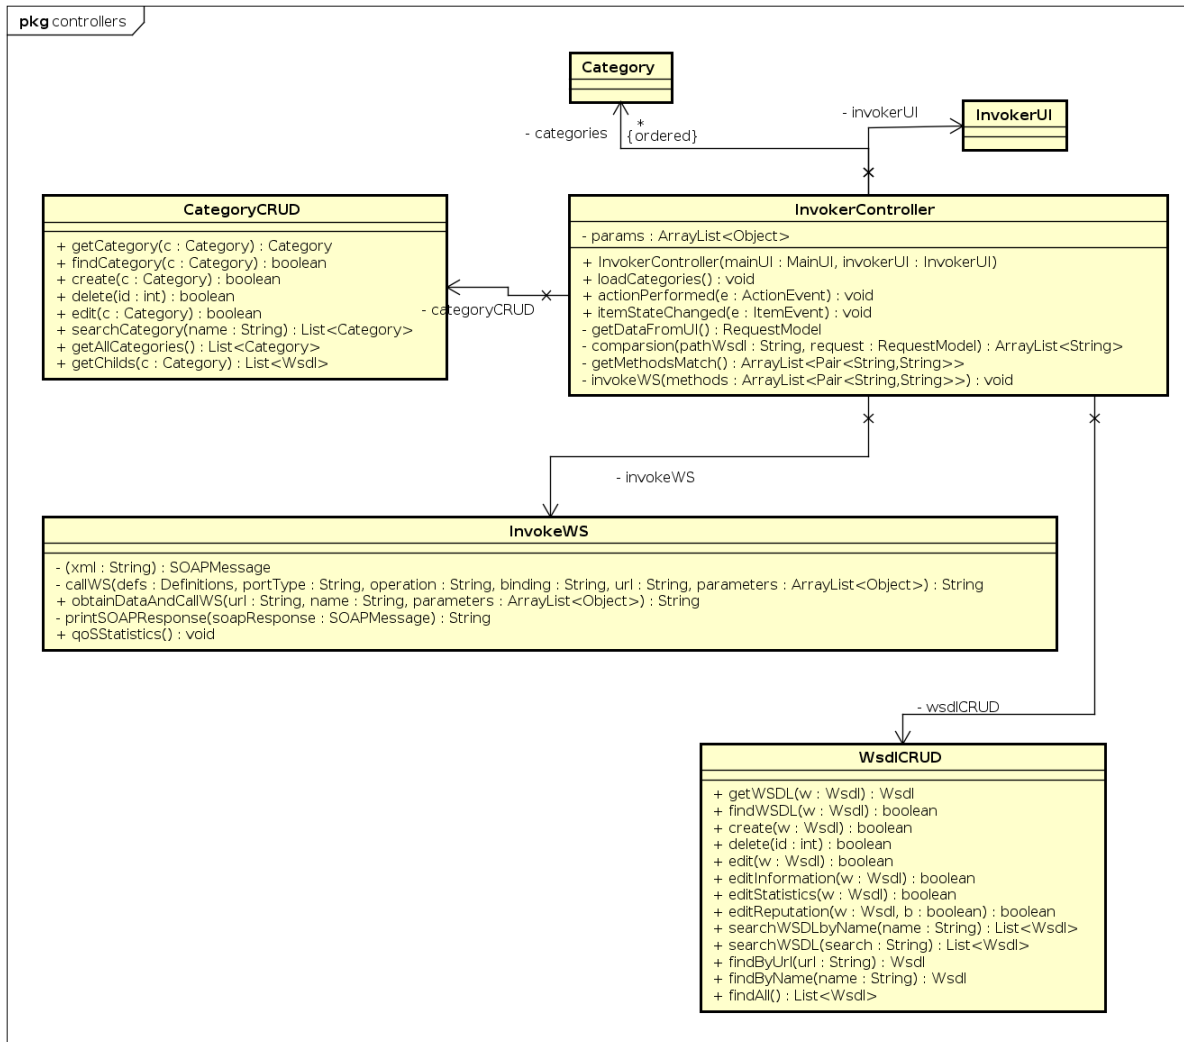 pkg controllers
Category
InvokerUI
- invokerUI
*
- categories
{ordered}
CategoryCRUD
+ getCategory(c : Category) : Category
+ findCategory(c : Category) : boolean
+ create(c : Category) : boolean
+ delete(id : int) : boolean
+ edit(c : Category) : boolean
+ searchCategory(name : String) : List<Category>
+ getAllCategories() : List<Category>
+ getChilds(c : Category) : List<Wsdl>
- categoryCRUD
InvokerController
- params : ArrayList<Object>
+ InvokerController(mainUI : MainUI, invokerUI : InvokerUI)
+ loadCategories() : void
+ actionPerformed(e : ActionEvent) : void
+ itemStateChanged(e : ItemEvent) : void
- getDataFromUI() : RequestModel
- comparsion(pathWsdl : String, request : RequestModel) : ArrayList<String>
- getMethodsMatch() : ArrayList<Pair<String,String>>
- invokeWS(methods : ArrayList<Pair<String,String>>) : void
- invokeWS
InvokeWS
- (xml : String) : SOAPMessage
- callWS(defs : Definitions, portType : String, operation : String, binding : String, url : String, parameters : ArrayList<Object>) : String
+ obtainDataAndCallWS(url : String, name : String, parameters : ArrayList<Object>) : String
- printSOAPResponse(soapResponse : SOAPMessage) : String
+ qoSStatistics() : void
- wsdlCRUD
WsdlCRUD
+ getWSDL(w : Wsdl) : Wsdl
+ findWSDL(w : Wsdl) : boolean
+ create(w : Wsdl) : boolean
+ delete(id : int) : boolean
+ edit(w : Wsdl) : boolean
+ editInformation(w : Wsdl) : boolean
+ editStatistics(w : Wsdl) : boolean
+ editReputation(w : Wsdl, b : boolean) : boolean
+ searchWSDLbyName(name : String) : List<Wsdl>
+ searchWSDL(search : String) : List<Wsdl>
+ findByUrl(url : String) : Wsdl
+ findByName(name : String) : Wsdl
+ findAll() : List<Wsdl>